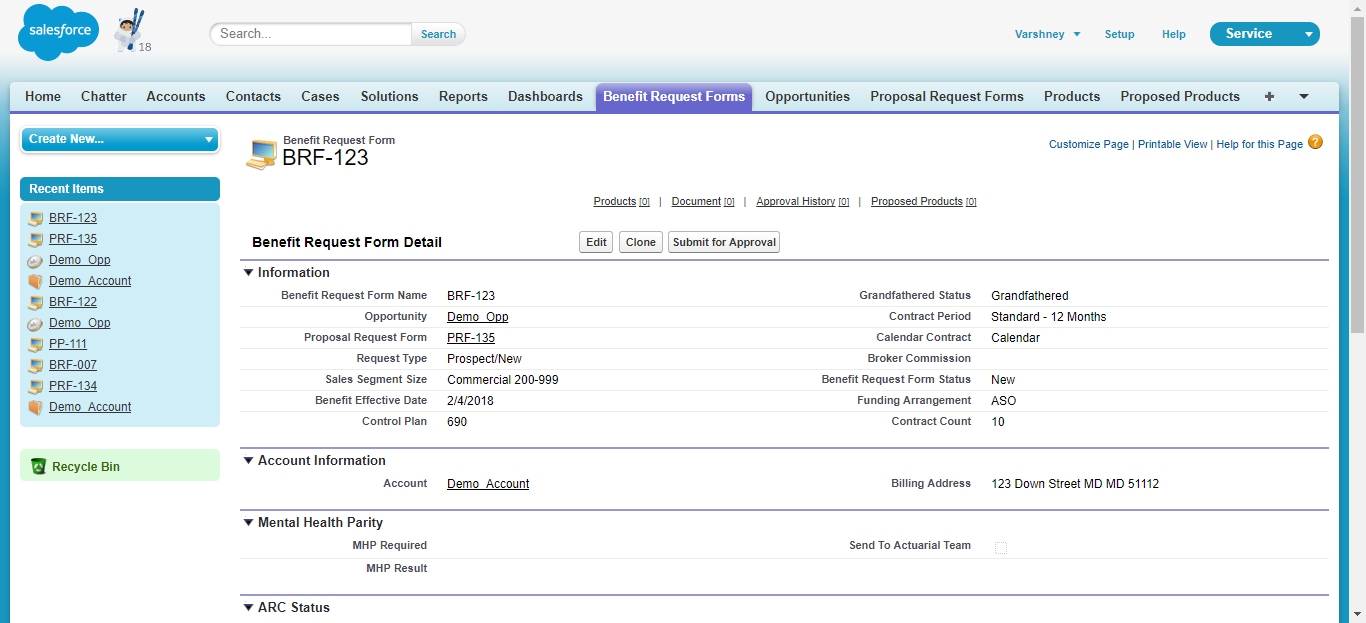 salesforce
18
Search...
Search
Varshney
Setup
Help
Service
Home Chatter Accounts Contacts Cases Solutions Reports Dashboards Benefit Request Forms Opportunities Proposal Request Forms Products Proposed Products +
Create New...
Recent Items
BRF-123
PRF-135
Demo_Opp
Demo_Account
BRF-122
Demo_Opp
PP-111
BRF-007
PRF-134
Demo_Account
Recycle Bin
Benefit Request Form
BRF-123
Customize Page | Printable View | Help for this Page ?
Products [0] | Document [0] | Approval History [0] | Proposed Products [0]
Benefit Request Form Detail Edit Clone Submit for Approval
Information
Benefit Request Form Name BRF-123 Grandfathered Status Grandfathered
Opportunity Demo_Opp Contract Period Standard - 12 Months
Proposal Request Form PRF-135 Calendar Contract Calendar
Request Type Prospect/New Broker Commission
Sales Segment Size Commercial 200-999 Benefit Request Form Status New
Benefit Effective Date 2/4/2018 Funding Arrangement ASO
Control Plan 690 Contract Count 10
Account Information
Account Demo_Account Billing Address 123 Down Street MD MD 51112
Mental Health Parity
MHP Required Send To Actuarial Team
MHP Result
ARC Status